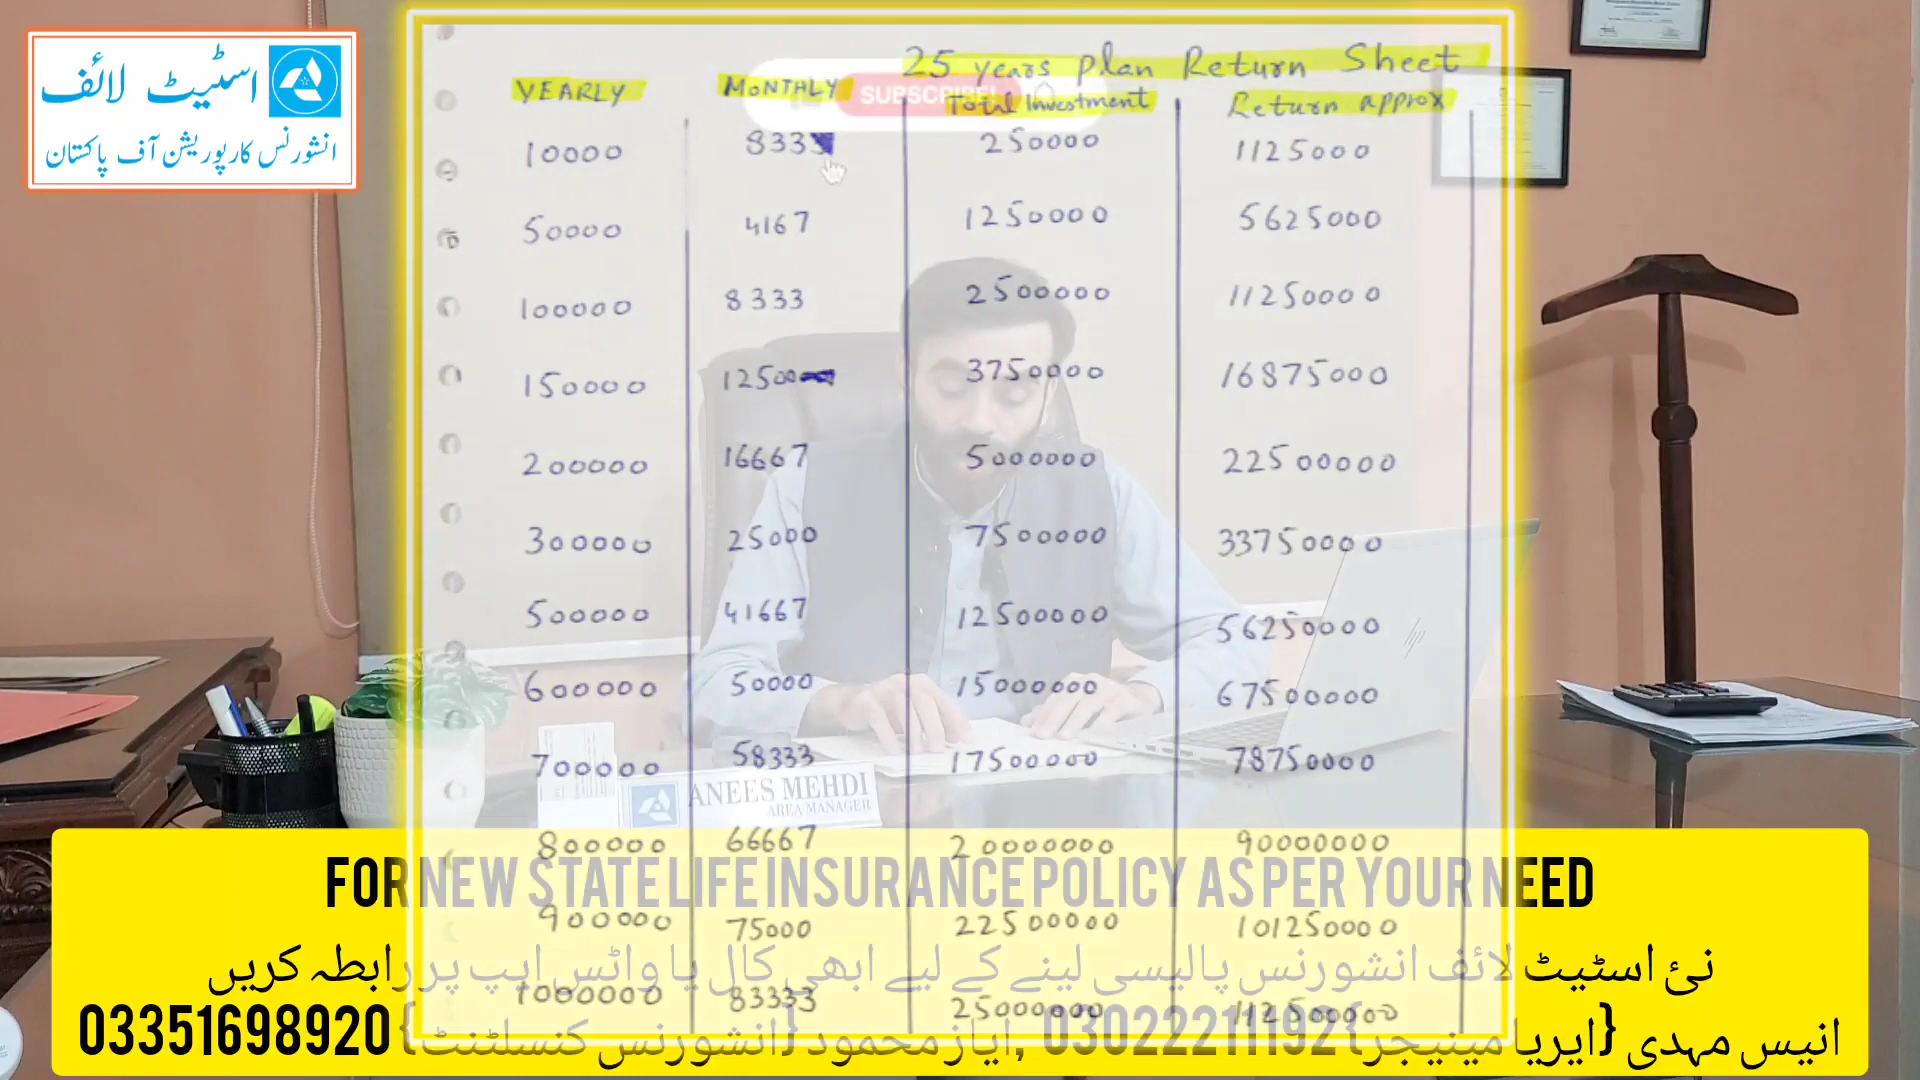 اسٹیٹ لائف
انشورنس کارپوریشن آف پاکستان
25 years plan Return Sheet
YEARLY MONTHLY Total Investment Return approx
SUBSCRIBE!
10000 833 250000 1125000
50000 4167 1250000 5625000
100000 8333 2500000 11250000
150000 12500 3750000 16875000
200000 16667 5000000 22500000
300000 25000 7500000 33750000
500000 41667 12500000 56250000
600000 50000 15000000 67500000
700000 58333 17500000 78750000
ANEES MEHDI
AREA MANAGER
800000 66667 20000000 90000000
FOR NEW STATE LIFE INSURANCE POLICY AS PER YOUR NEED
900000 75000 22500000 101250000
نئ اسٹیٹ لائف انشورنس پالیسی لینے کے لیے ابھی کال یا واٹس ایپ پر رابطہ کریں
1000000 83333 25000000 112500000
انیس مہدی {ایریا مینیجر} 03022211192 , ایاز محمود {انشورنس کنسلٹنٹ} 03351698920